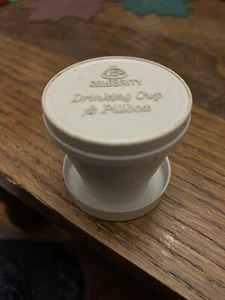 CELEBRITY
Drinking Cup
& Pillbox